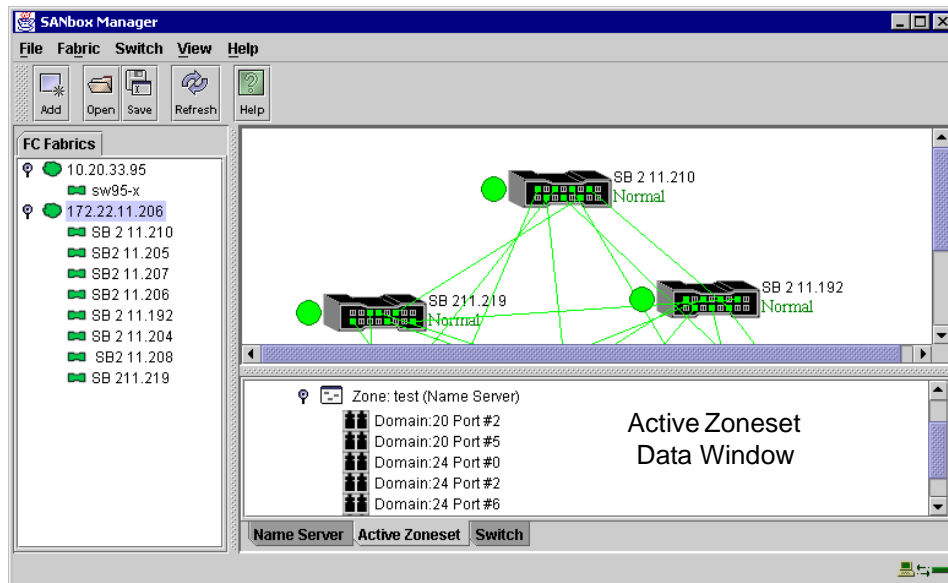 SANbox Manager
File Fabric Switch View Help
Add Open Save Refresh Help
FC Fabrics
10.20.33.95
sw95-x
172.22.11.206
SB 2 11.210
SB2 11.205
SB2 11.207
SB2 11.206
SB 2 11.192
SB 2 11.204
SB2 11.208
SB 211.219
SB 2 11.210
Normal
SB 2 11.192
Normal
SB 211.219
Normal
Zone: test (Name Server)
Domain:20 Port #2
Domain:20 Port #5
Domain:24 Port #0
Domain:24 Port #2
Domain:24 Port #6
Active Zoneset
Data Window
Name Server Active Zoneset Switch